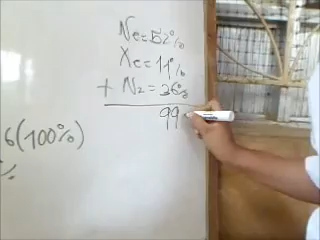 Ne=52%
Xe=11%
+ N2=36%
99
6(100%)